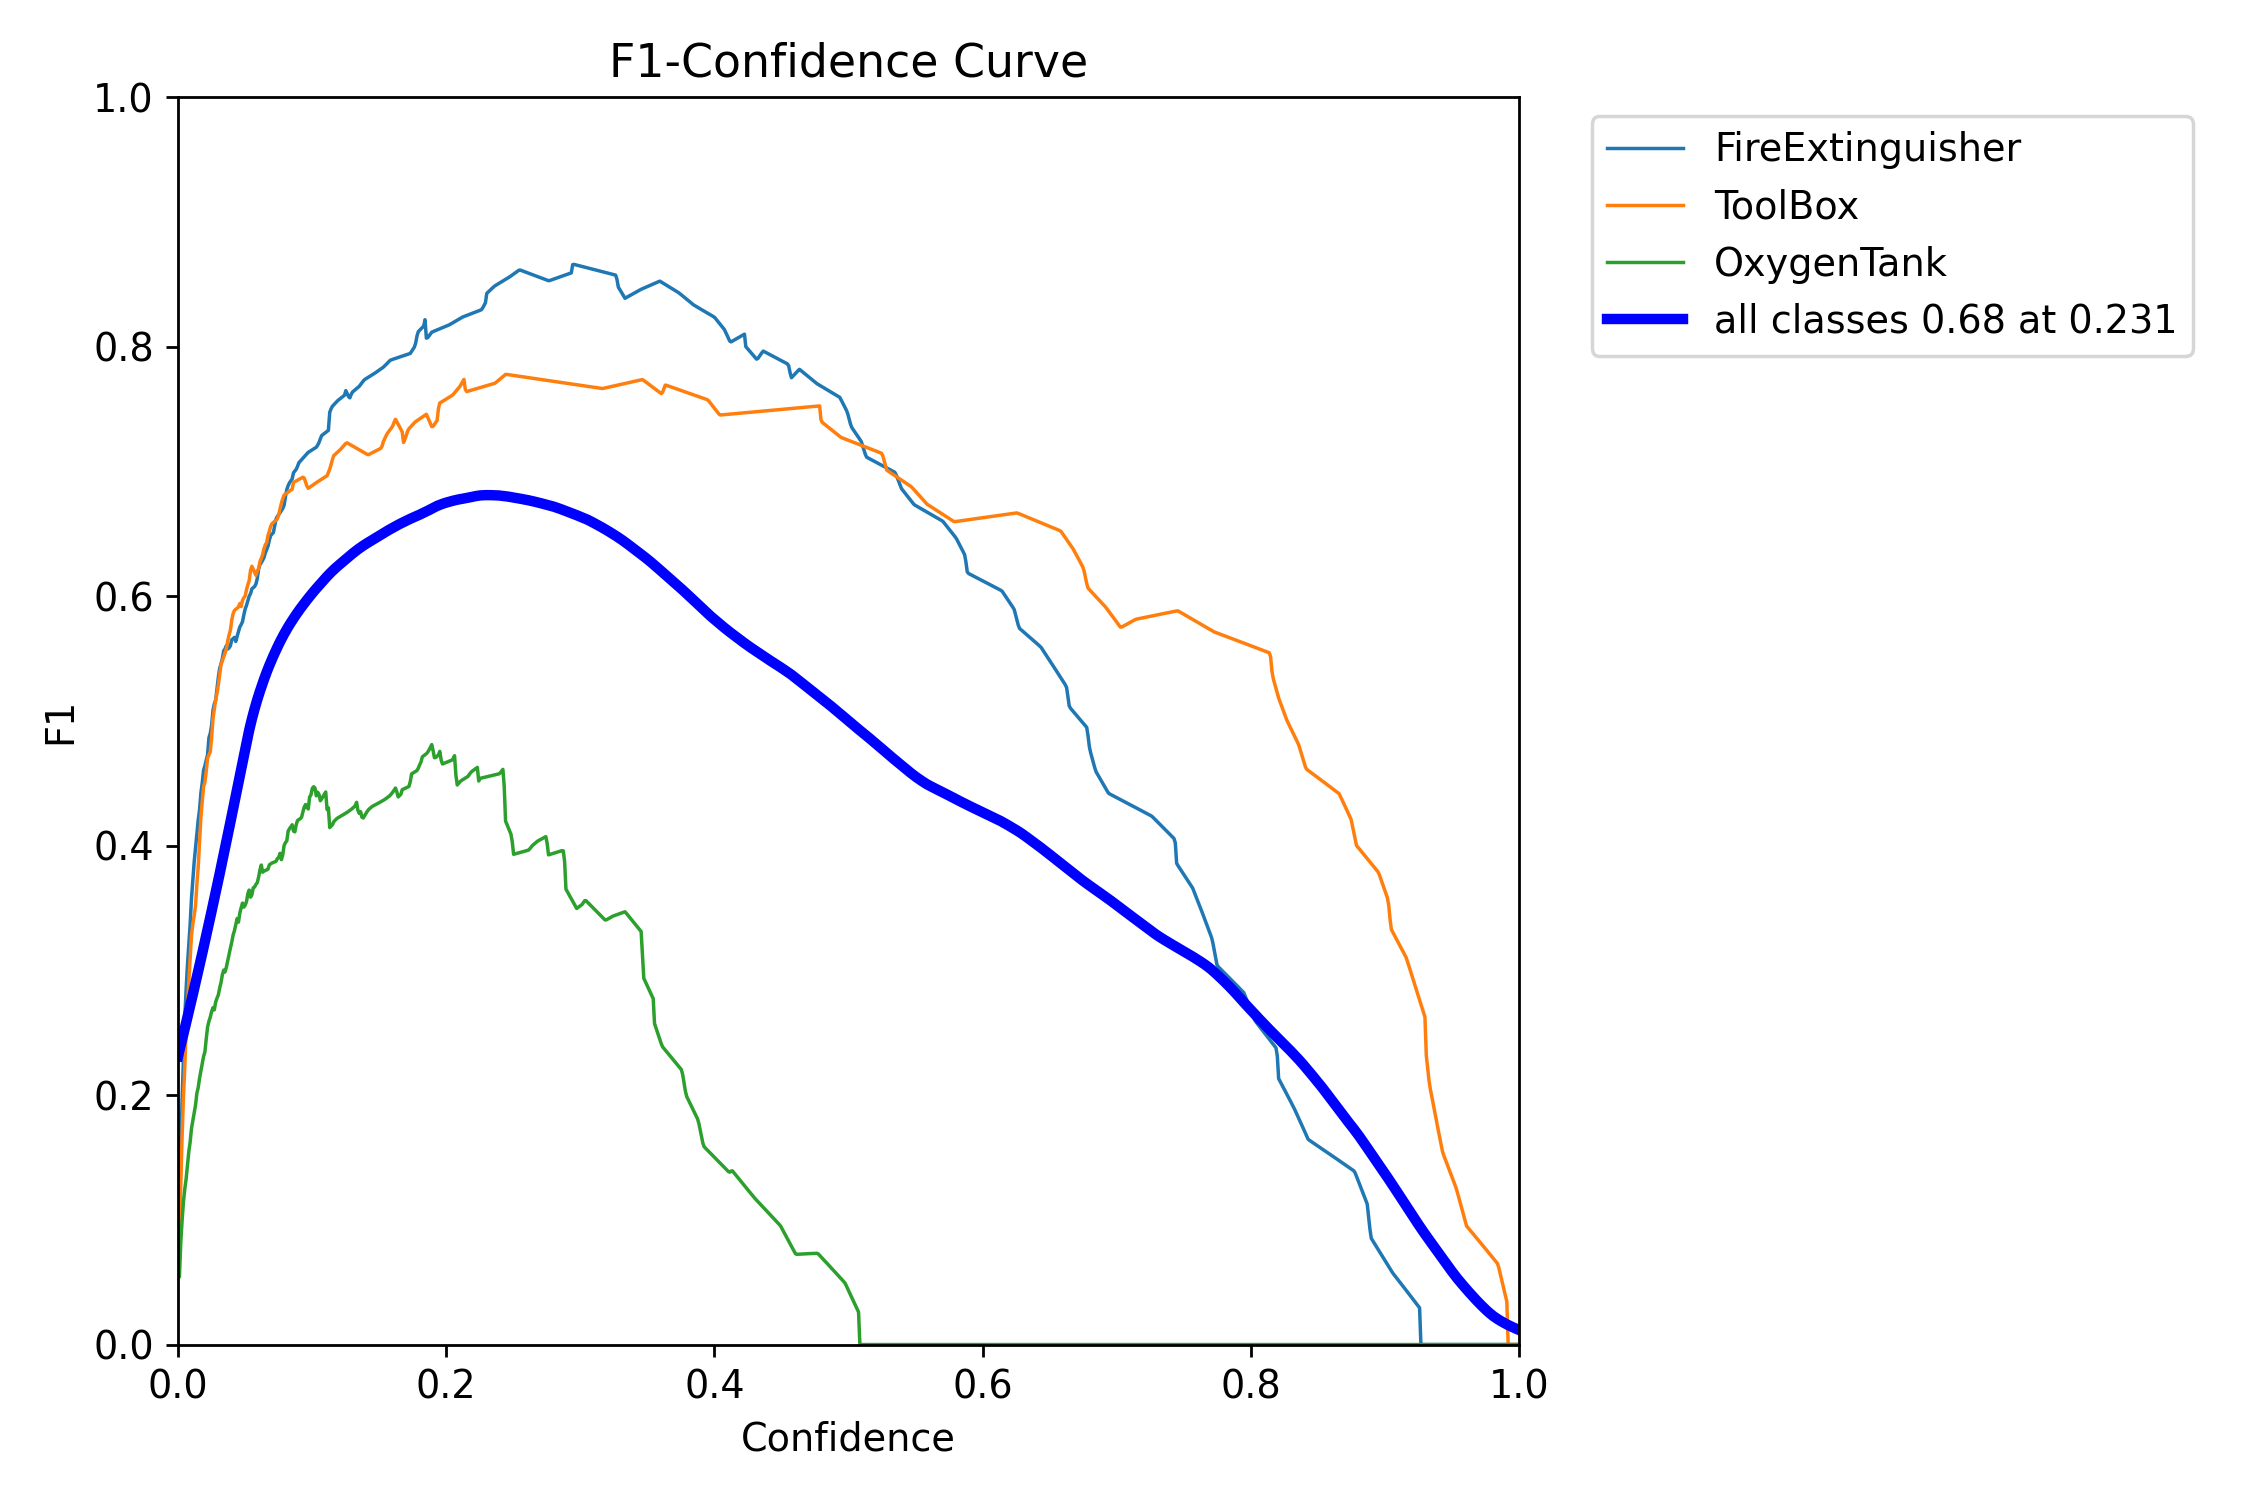 F1-Confidence Curve
1.0
0.8
0.6
0.4
0.2
0.0
F1
0.0 0.2 0.4 0.6 0.8 1.0
Confidence
FireExtinguisher
ToolBox
OxygenTank
all classes 0.68 at 0.231